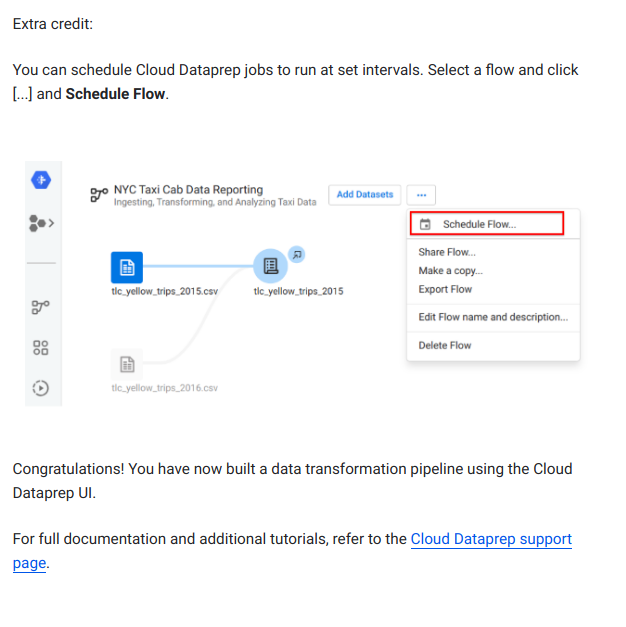 Extra credit:
You can schedule Cloud Dataprep jobs to run at set intervals. Select a flow and click
[...] and Schedule Flow.
NYC Taxi Cab Data Reporting
Ingesting, Transforming, and Analyzing Taxi Data
Add Datasets
...
Schedule Flow...
Share Flow...
Make a copy...
Export Flow
Edit Flow name and description...
Delete Flow
tlc_yellow_trips_2015.csv
tlc_yellow_trips_2015
tlc_yellow_trips_2016.csv
Congratulations! You have now built a data transformation pipeline using the Cloud
Dataprep UI.
For full documentation and additional tutorials, refer to the Cloud Dataprep support
page.